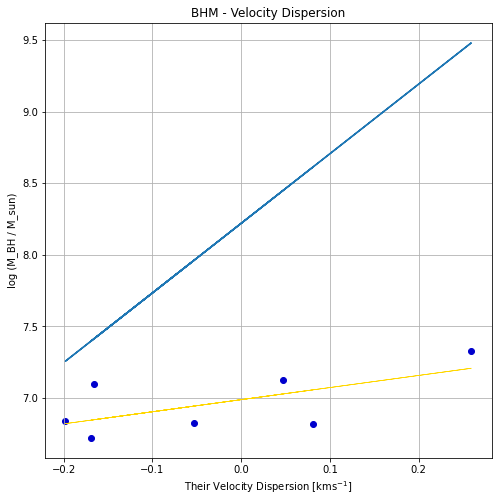 BHM - Velocity Dispersion
9.5
9.0
8.5
8.0
7.5
7.0
log (M_BH / M_sun)
−0.2 −0.1 0.0 0.1 0.2
Their Velocity Dispersion [kms⁻¹]